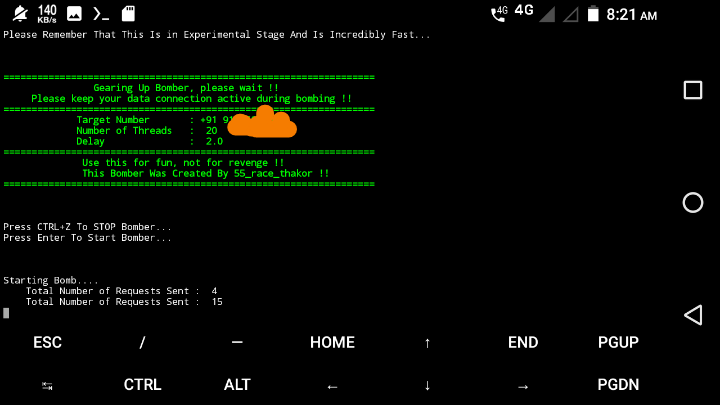 140 KB/s 4G 4G 8:21 AM
Please Remember That This Is in Experimental Stage And Is Incredibly Fast...
==================================================================
Gearing Up Bomber, please wait !!
Please keep your data connection active during bombing !!
==================================================================
Target Number : +91
Number of Threads : 20
Delay : 2.0
==================================================================
Use this for fun, not for revenge !!
This Bomber Was Created By 55_race_thakor !!
==================================================================
Press CTRL+Z To STOP Bomber...
Press Enter To Start Bomber...
Starting Bomb....
Total Number of Requests Sent : 4
Total Number of Requests Sent : 15
ESC / — HOME ↑ END PGUP
↹ CTRL ALT ← ↓ → PGDN